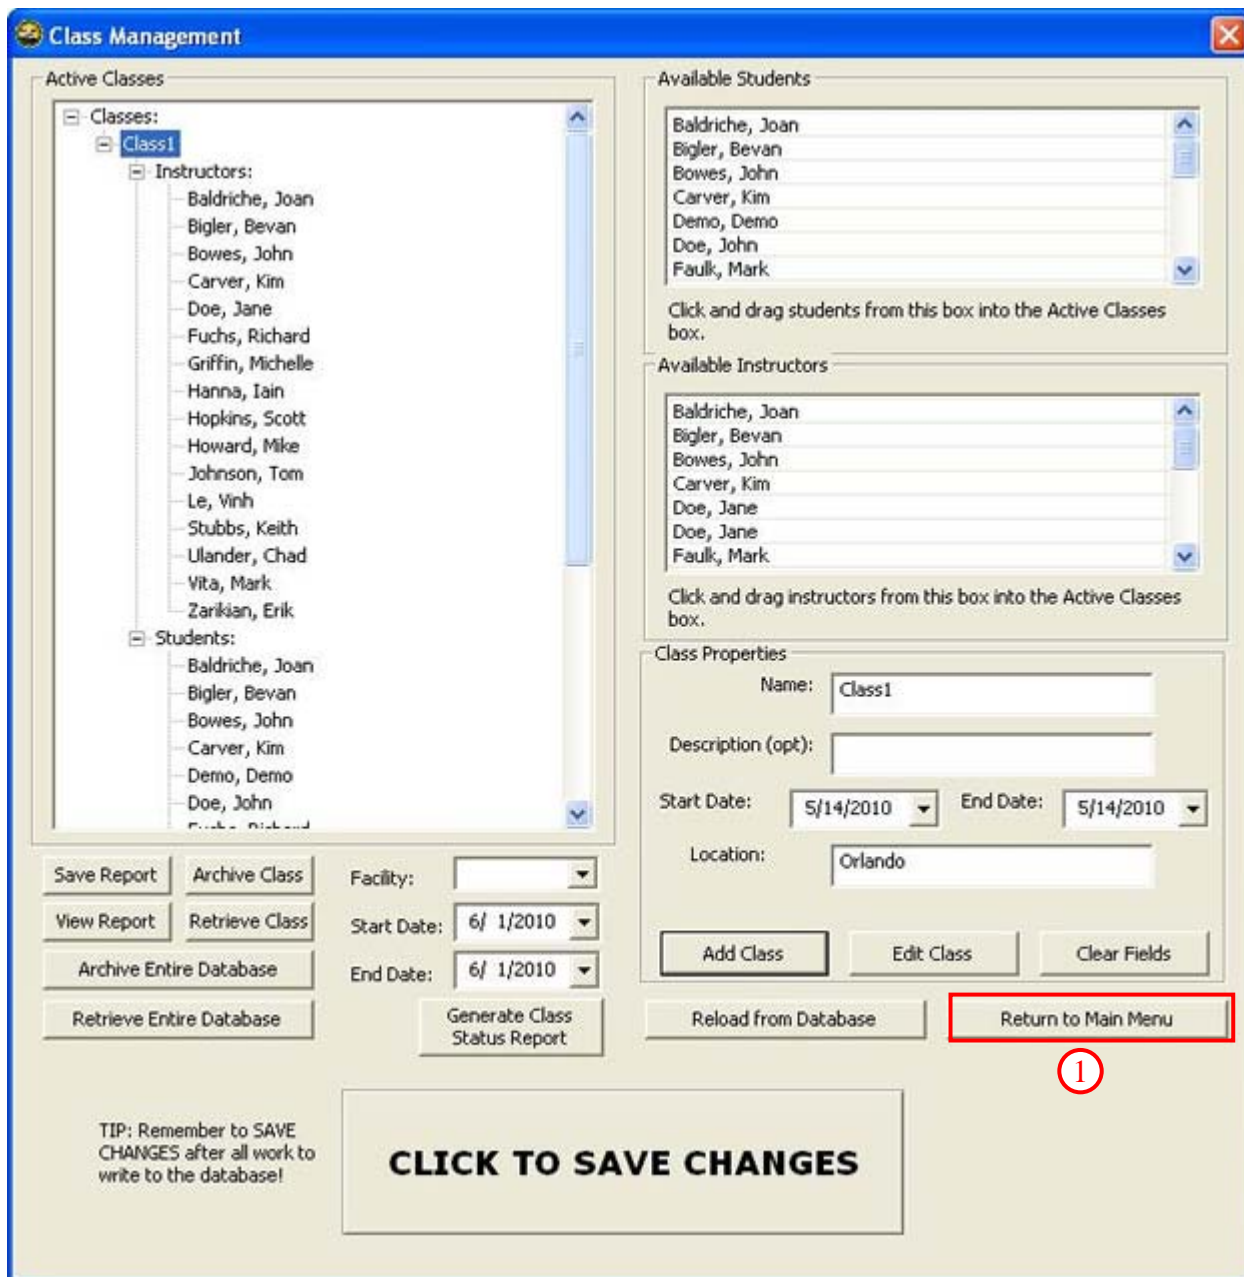 Class Management
Active Classes
Classes:
Class1
Instructors:
Baldriche, Joan
Bigler, Bevan
Bowes, John
Carver, Kim
Doe, Jane
Fuchs, Richard
Griffin, Michelle
Hanna, Iain
Hopkins, Scott
Howard, Mike
Johnson, Tom
Le, Vinh
Stubbs, Keith
Ulander, Chad
Vita, Mark
Zarikian, Erik
Students:
Baldriche, Joan
Bigler, Bevan
Bowes, John
Carver, Kim
Demo, Demo
Doe, John
Available Students
Baldriche, Joan
Bigler, Bevan
Bowes, John
Carver, Kim
Demo, Demo
Doe, John
Faulk, Mark
Click and drag students from this box into the Active Classes
box.
Available Instructors
Baldriche, Joan
Bigler, Bevan
Bowes, John
Carver, Kim
Doe, Jane
Doe, Jane
Faulk, Mark
Click and drag instructors from this box into the Active Classes
box.
Class Properties
Name: Class1
Description (opt):
Start Date: 5/14/2010 End Date: 5/14/2010
Location: Orlando
Add Class Edit Class Clear Fields
Save Report Archive Class Facility:
View Report Retrieve Class Start Date: 6/ 1/2010
Archive Entire Database End Date: 6/ 1/2010
Retrieve Entire Database
Generate Class
Status Report
Reload from Database Return to Main Menu
1
TIP: Remember to SAVE
CHANGES after all work to
write to the database!
CLICK TO SAVE CHANGES